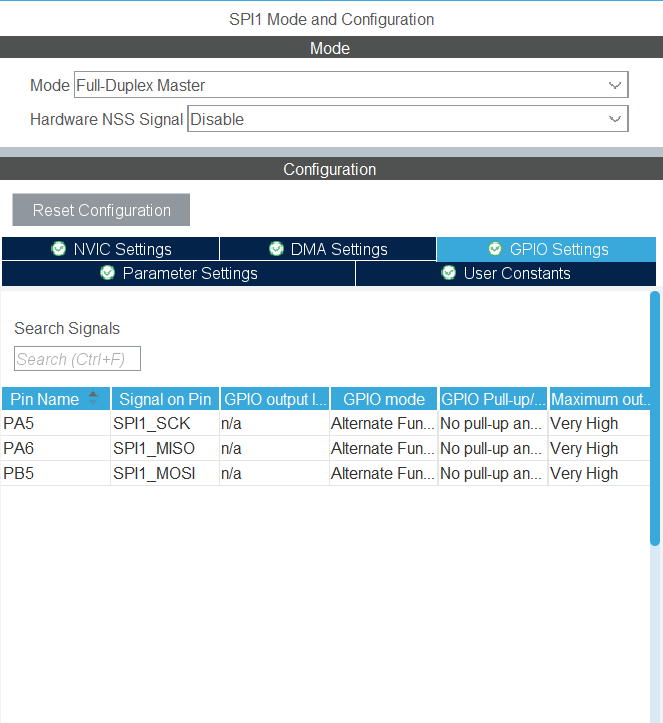 SPI1 Mode and Configuration
Mode
Mode Full-Duplex Master
Hardware NSS Signal Disable
Configuration
Reset Configuration
NVIC Settings DMA Settings GPIO Settings
Parameter Settings User Constants
Search Signals
Search (Ctrl+F)
Pin Name Signal on Pin GPIO output l... GPIO mode GPIO Pull-up/... Maximum out...
PA5 SPI1_SCK n/a Alternate Fun... No pull-up an... Very High
PA6 SPI1_MISO n/a Alternate Fun... No pull-up an... Very High
PB5 SPI1_MOSI n/a Alternate Fun... No pull-up an... Very High